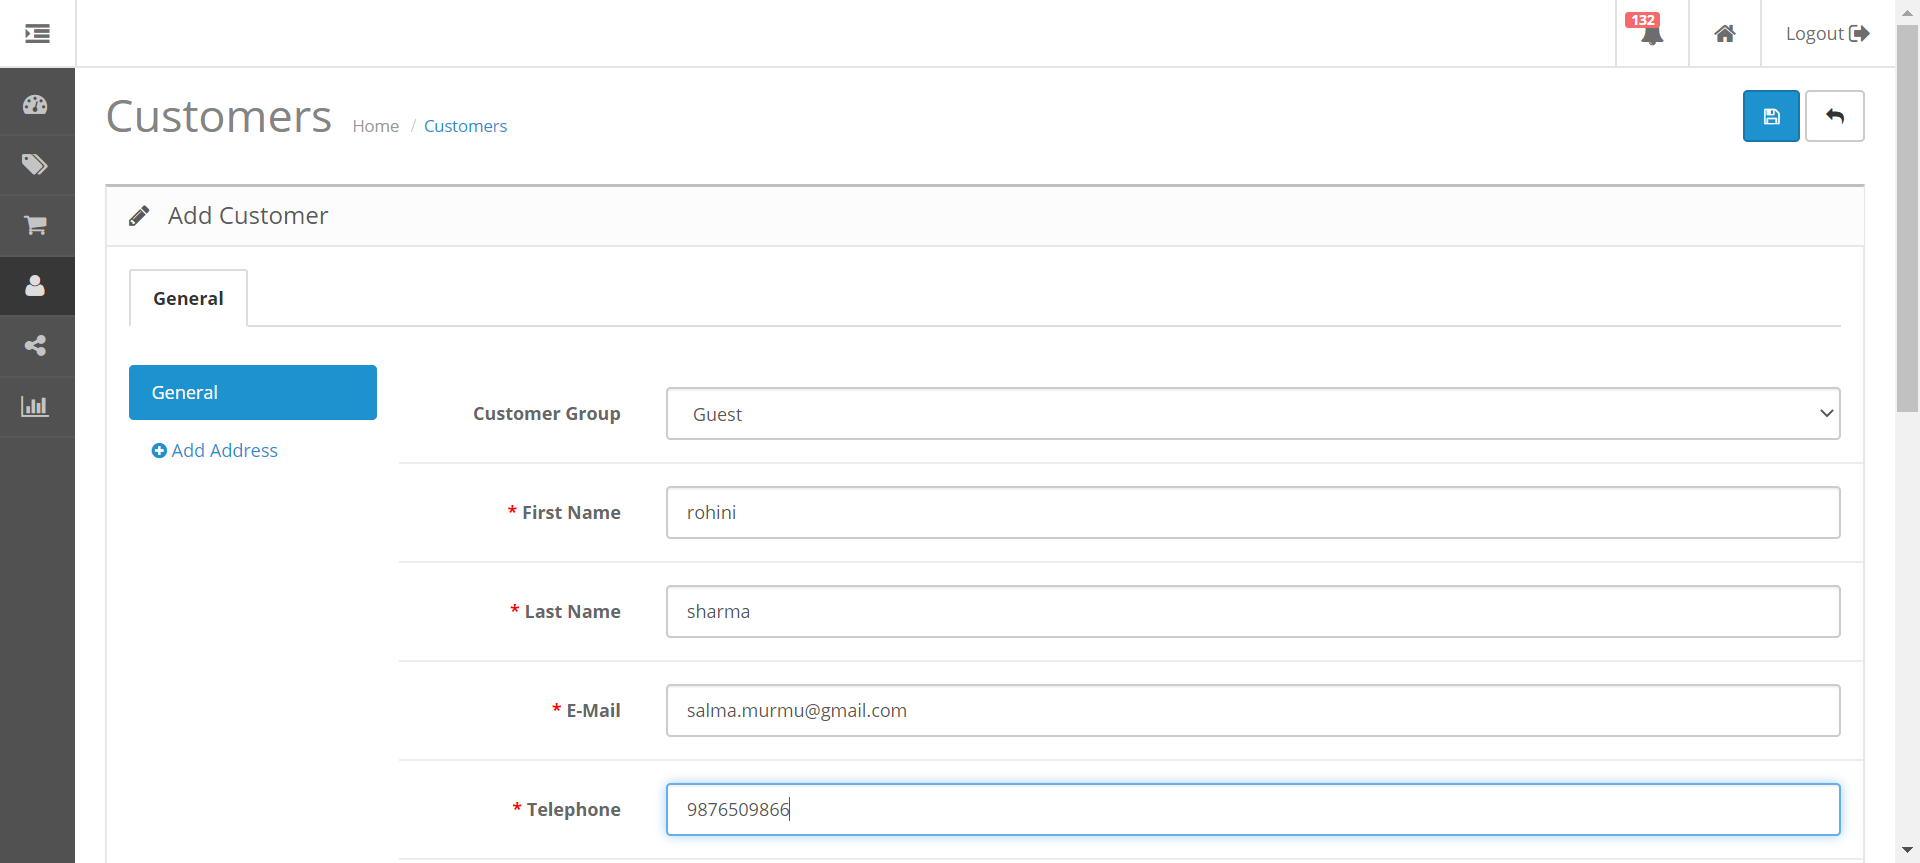 132
Logout
Customers
Home / Customers
Add Customer
General
General
Add Address
Customer Group
Guest
* First Name
rohini
* Last Name
sharma
* E-Mail
salma.murmu@gmail.com
* Telephone
9876509866